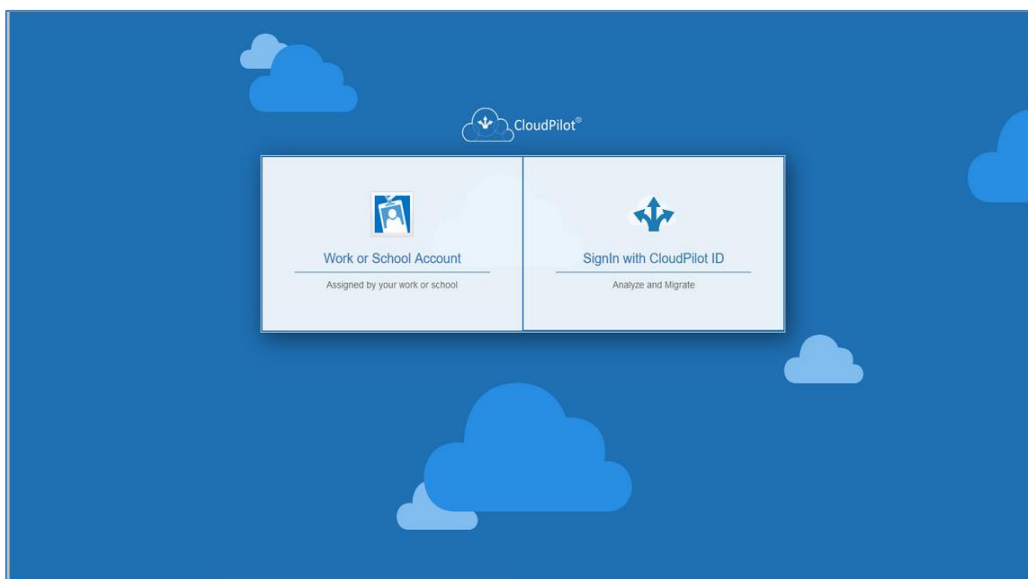 CloudPilot®
Work or School Account
Assigned by your work or school
SignIn with CloudPilot ID
Analyze and Migrate